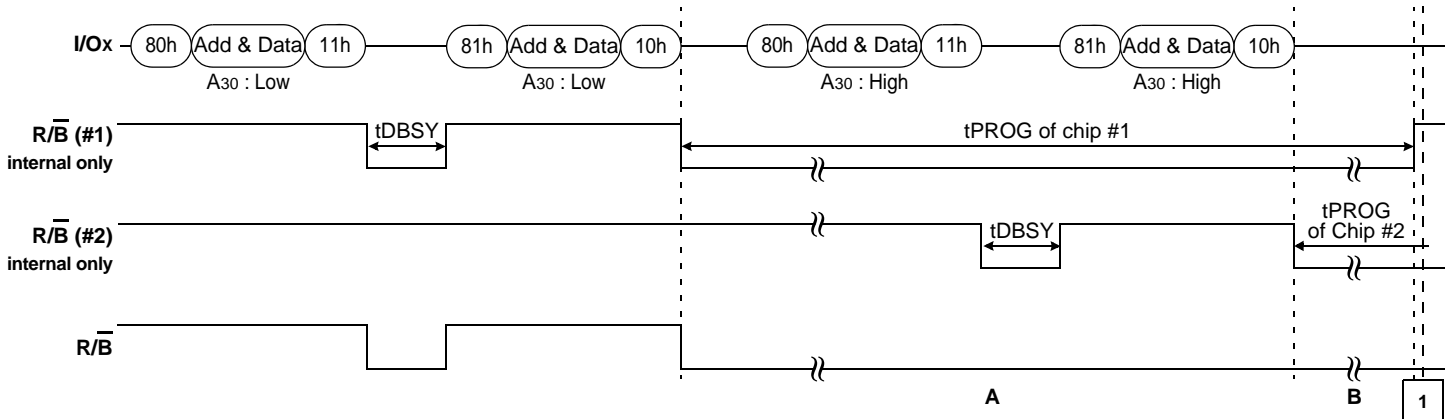 I/Ox 80h Add & Data 11h 81h Add & Data 10h 80h Add & Data 11h 81h Add & Data 10h
A30 : Low A30 : Low A30 : High A30 : High
R/B (#1) tDBSY tPROG of chip #1
internal only
R/B (#2) tDBSY tPROG
of Chip #2
internal only
R/B
A B 1